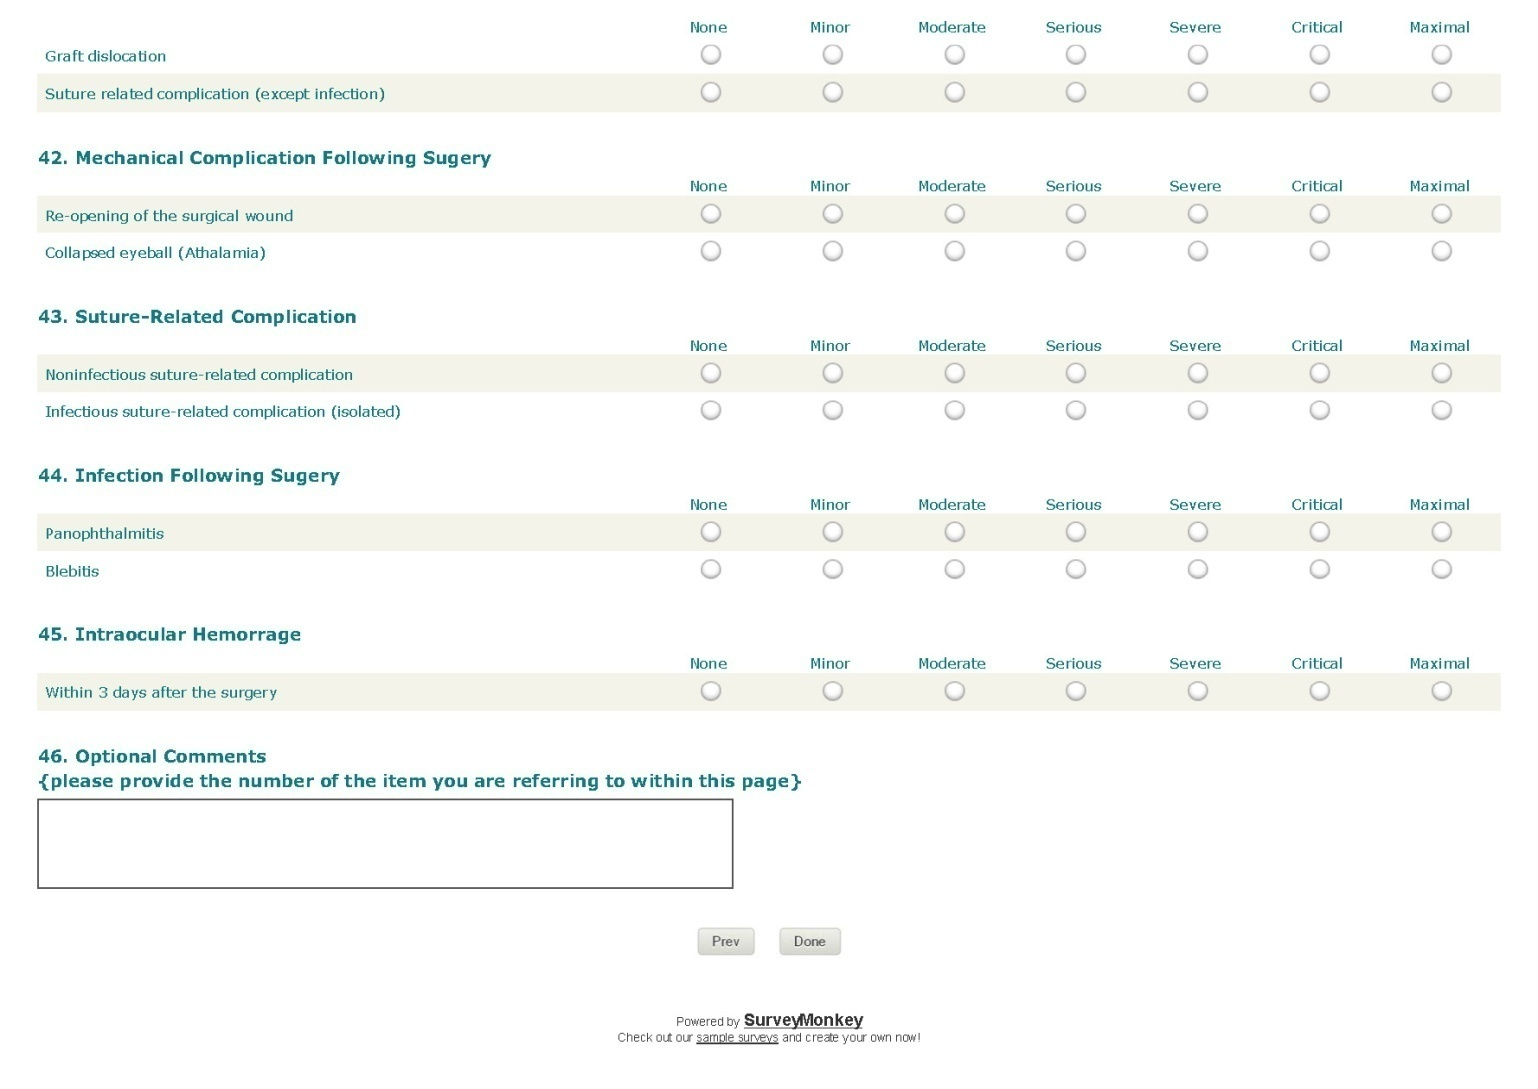 None Minor Moderate Serious Severe Critical Maximal
Graft dislocation
Suture related complication (except infection)
42. Mechanical Complication Following Sugery
None Minor Moderate Serious Severe Critical Maximal
Re-opening of the surgical wound
Collapsed eyeball (Athalamia)
43. Suture-Related Complication
None Minor Moderate Serious Severe Critical Maximal
Noninfectious suture-related complication
Infectious suture-related complication (isolated)
44. Infection Following Sugery
None Minor Moderate Serious Severe Critical Maximal
Panophthalmitis
Blebitis
45. Intraocular Hemorrage
None Minor Moderate Serious Severe Critical Maximal
Within 3 days after the surgery
46. Optional Comments
{please provide the number of the item you are referring to within this page}
Prev Done
Powered by SurveyMonkey
Check out our sample surveys and create your own now!